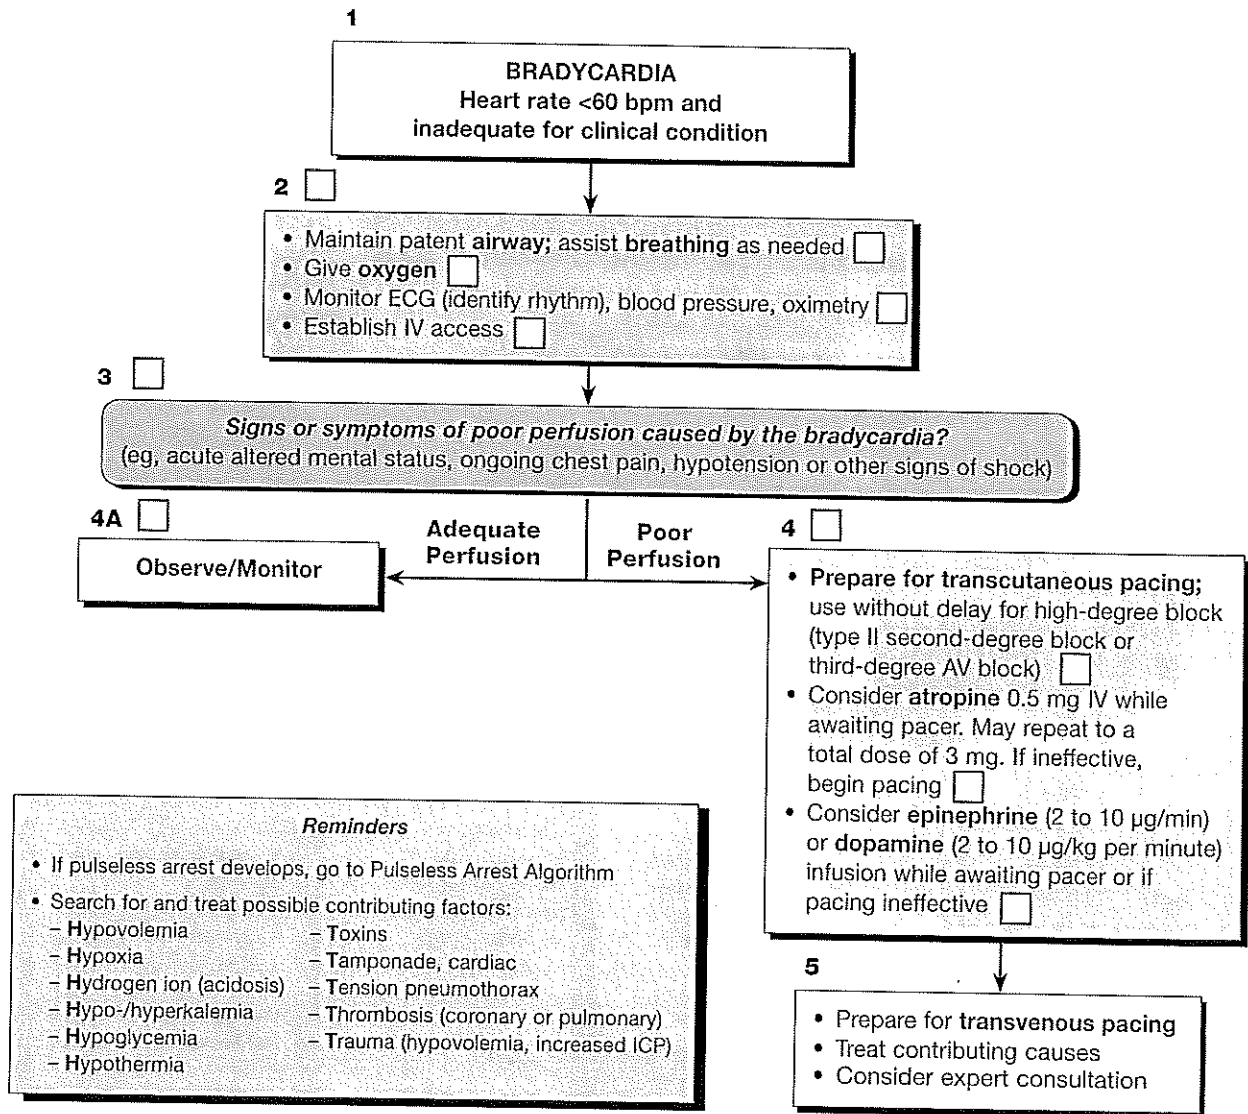 1
BRADYCARDIA
Heart rate <60 bpm and
inadequate for clinical condition
2
• Maintain patent airway; assist breathing as needed
• Give oxygen
• Monitor ECG (identify rhythm), blood pressure, oximetry
• Establish IV access
3
Signs or symptoms of poor perfusion caused by the bradycardia?
(eg, acute altered mental status, ongoing chest pain, hypotension or other signs of shock)
4A
Observe/Monitor
Adequate
Perfusion
Poor
Perfusion
4
• Prepare for transcutaneous pacing;
use without delay for high-degree block
(type II second-degree block or
third-degree AV block)
• Consider atropine 0.5 mg IV while
awaiting pacer. May repeat to a
total dose of 3 mg. If ineffective,
begin pacing
• Consider epinephrine (2 to 10 µg/min)
or dopamine (2 to 10 µg/kg per minute)
infusion while awaiting pacer or if
pacing ineffective
5
• Prepare for transvenous pacing
• Treat contributing causes
• Consider expert consultation
Reminders
• If pulseless arrest develops, go to Pulseless Arrest Algorithm
• Search for and treat possible contributing factors:
– Hypovolemia
– Hypoxia
– Hydrogen ion (acidosis)
– Hypo-/hyperkalemia
– Hypoglycemia
– Hypothermia
– Toxins
– Tamponade, cardiac
– Tension pneumothorax
– Thrombosis (coronary or pulmonary)
– Trauma (hypovolemia, increased ICP)